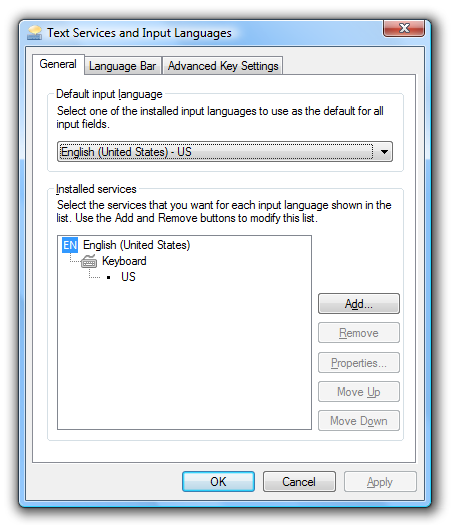 Text Services and Input Languages
General
Language Bar
Advanced Key Settings
Default input language
Select one of the installed input languages to use as the default for all
input fields.
English (United States) - US
Installed services
Select the services that you want for each input language shown in the
list. Use the Add and Remove buttons to modify this list.
EN English (United States)
Keyboard
US
Add...
Remove
Properties...
Move Up
Move Down
OK
Cancel
Apply